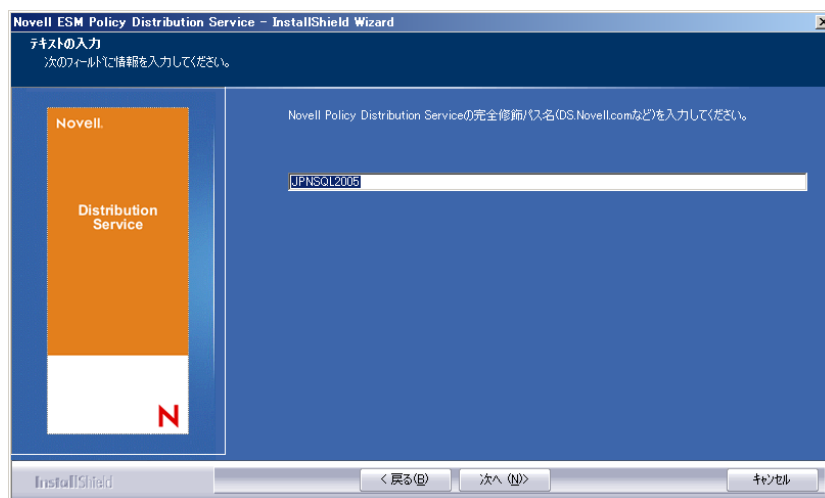 Novell ESM Policy Distribution Service - InstallShield Wizard
テキストの入力
次のフィールドに情報を入力してください。
Novell.
Distribution
Service
N
Novell Policy Distribution Serviceの完全修飾パス名(DS.Novell.comなど)を入力してください。
JPNSQL2005
InstallShield
< 戻る(B)
次へ (N)>
キャンセル